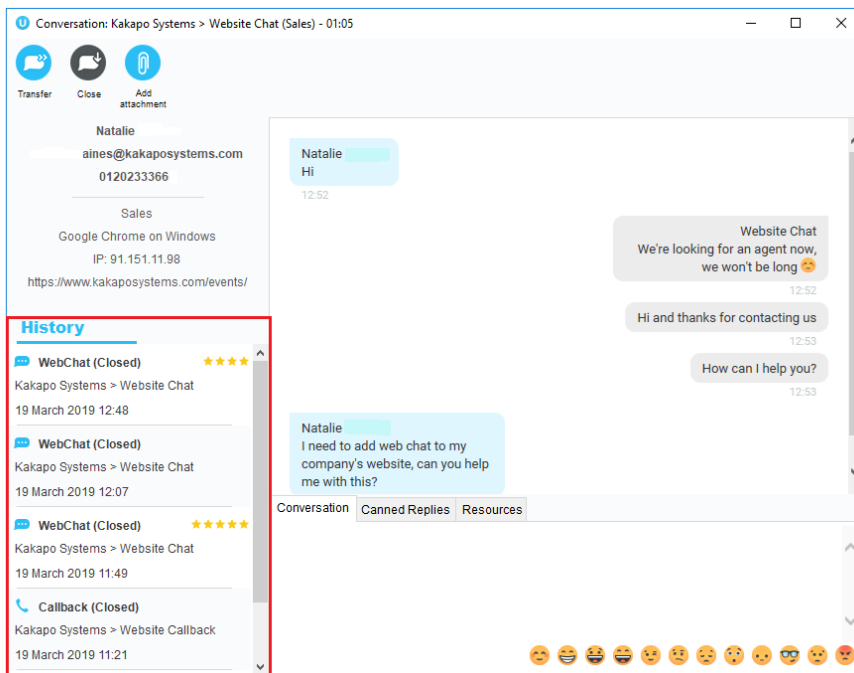 Conversation: Kakapo Systems > Website Chat (Sales) - 01:05
Transfer
Close
Add
attachment
Natalie
aines@kakaposystems.com
0120233366
Sales
Google Chrome on Windows
IP: 91.151.11.98
https://www.kakaposystems.com/events/
History
WebChat (Closed)
Kakapo Systems > Website Chat
19 March 2019 12:48
WebChat (Closed)
Kakapo Systems > Website Chat
19 March 2019 12:07
WebChat (Closed)
Kakapo Systems > Website Chat
19 March 2019 11:49
Callback (Closed)
Kakapo Systems > Website Callback
19 March 2019 11:21
Natalie
Hi
12:52
Website Chat
We're looking for an agent now,
we won't be long
12:52
Hi and thanks for contacting us
12:53
How can I help you?
12:53
Natalie
I need to add web chat to my
company's website, can you help
me with this?
Conversation
Canned Replies
Resources